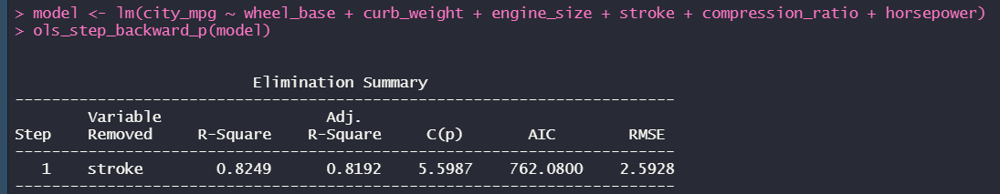 > model <- lm(city_mpg ~ wheel_base + curb_weight + engine_size + stroke + compression_ratio + horsepower)
> ols_step_backward_p(model)
Elimination Summary
-------------------------------------------------------------------------
Variable Adj.
Step Removed R-Square R-Square C(p) AIC RMSE
-------------------------------------------------------------------------
1 stroke 0.8249 0.8192 5.5987 762.0800 2.5928
-------------------------------------------------------------------------